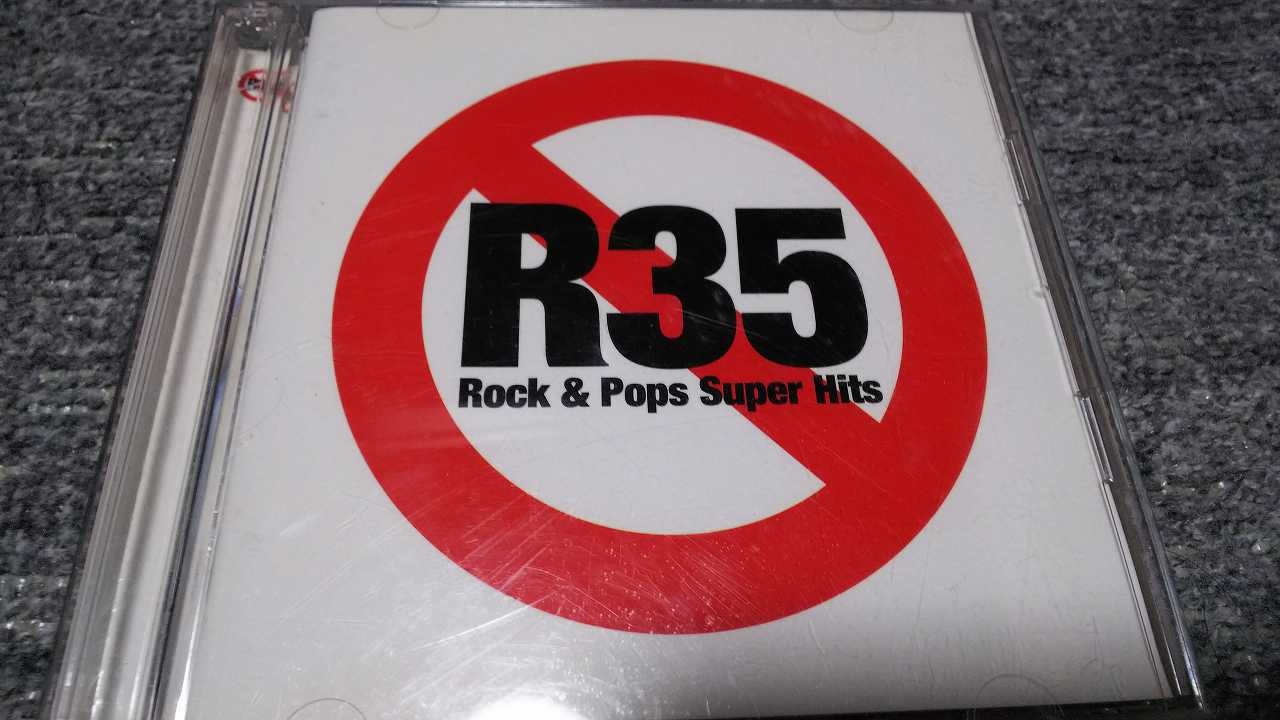 R35
Rock & Pops Super Hits